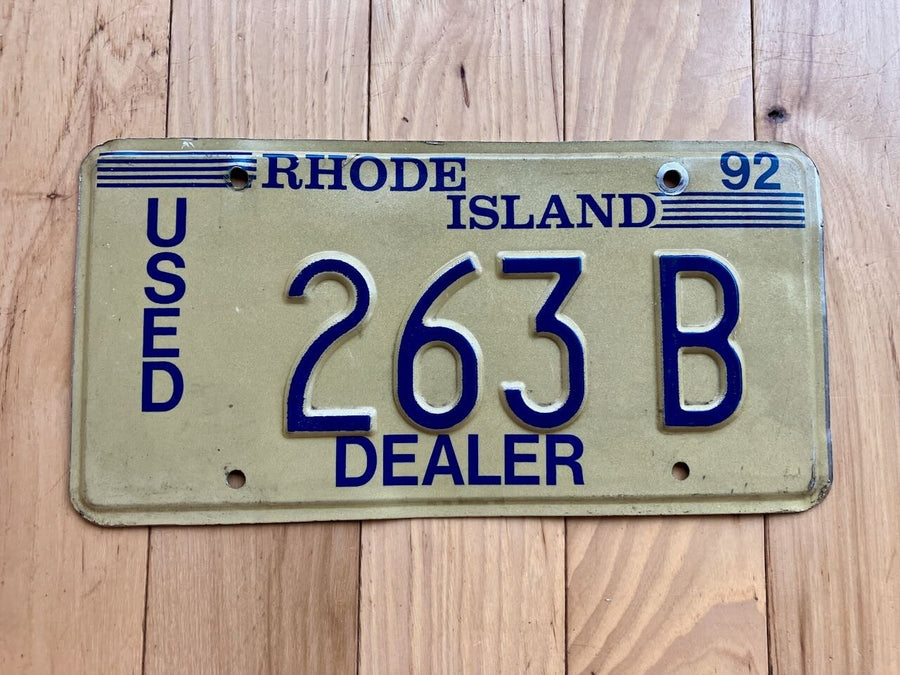 RHODE
ISLAND
92
USED
263 B
DEALER